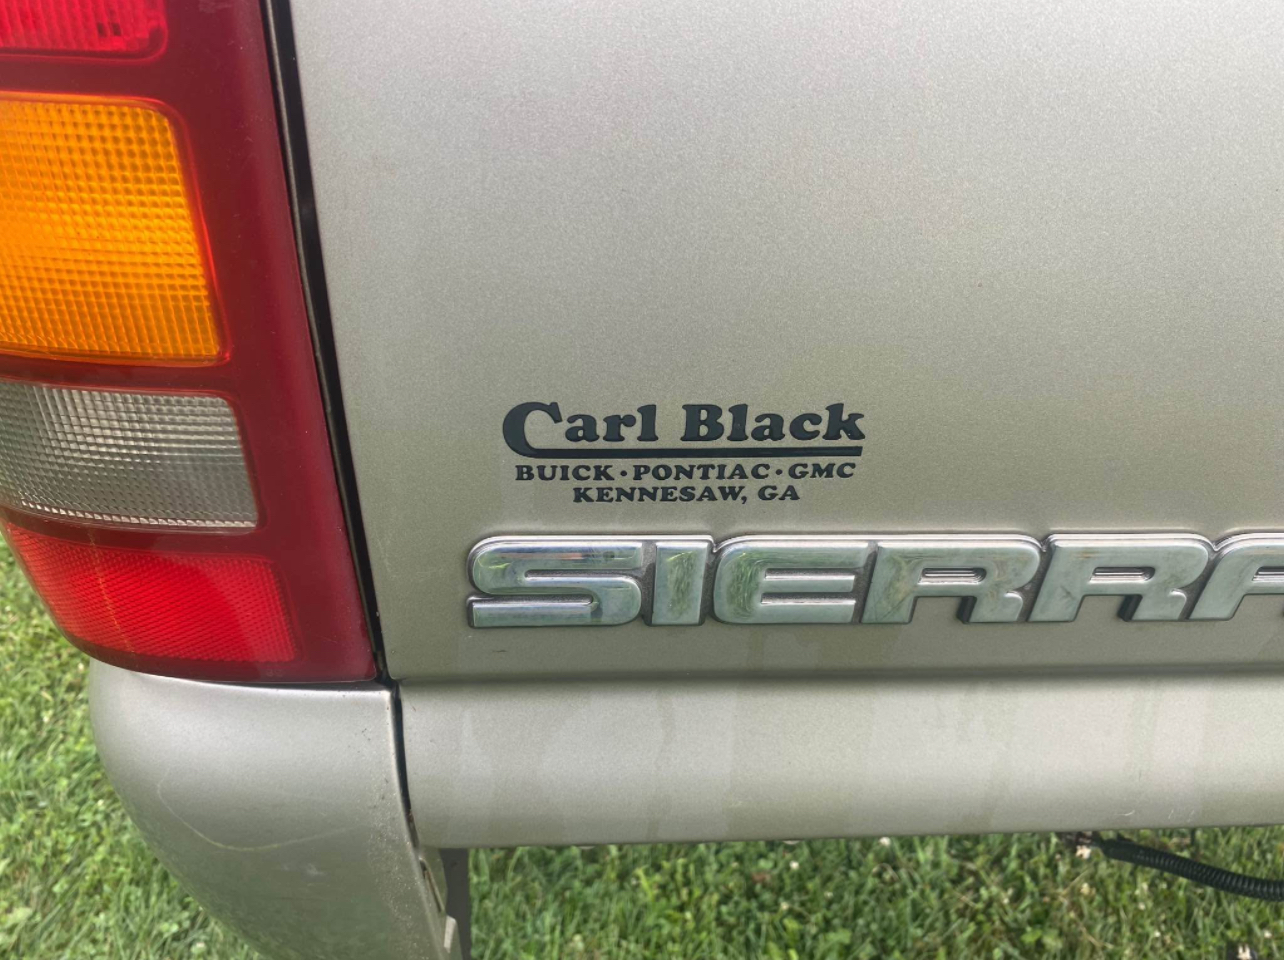 Carl Black
BUICK · PONTIAC · GMC
KENNESAW, GA
SIERRA